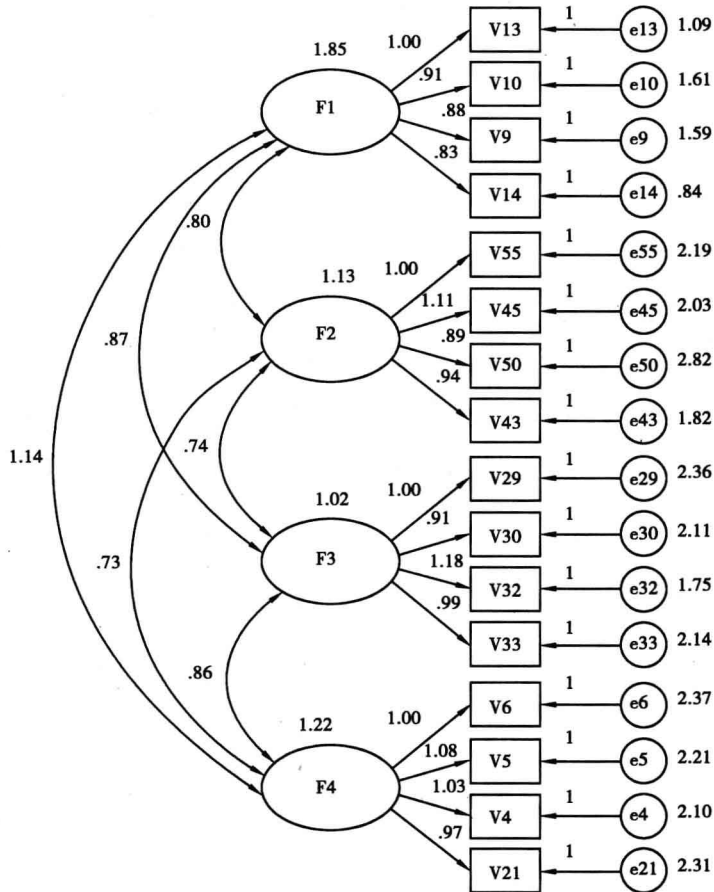 1.85 1.00 V13 1 e13 1.09
.91 V10 1 e10 1.61
F1
.88 V9 1 e9 1.59
.83 V14 1 e14 .84
.80
1.13 1.00 V55 1 e55 2.19
1.11 V45 1 e45 2.03
F2
.87 .89 V50 1 e50 2.82
.94 V43 1 e43 1.82
1.14 .74
1.02 1.00 V29 1 e29 2.36
.91 V30 1 e30 2.11
.73 F3
1.18 V32 1 e32 1.75
.99 V33 1 e33 2.14
.86
1.22 1.00 V6 1 e6 2.37
1.08 V5 1 e5 2.21
F4
1.03 V4 1 e4 2.10
.97 V21 1 e21 2.31